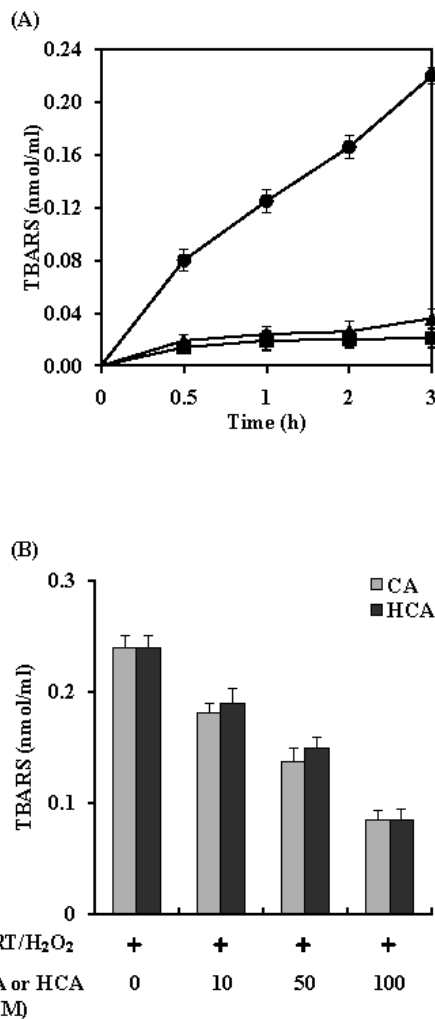 (A)
0.24
0.20
0.16
0.12
0.08
0.04
0.00
TBARS (nmol/ml)
0 0.5 1 2 3
Time (h)
(B)
0.3
0.2
0.1
0
TBARS (nmol/ml)
CA
HCA
RT/H₂O₂ + + + +
A or HCA 0 10 50 100
M)